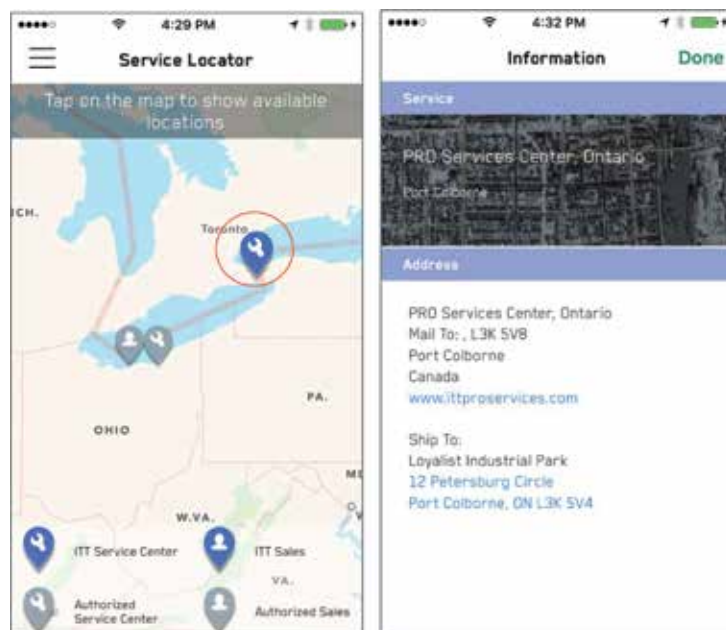 4:29 PM
Service Locator
Tap on the map to show available
locations
ICH.
Toronto
PA.
OHIO
W.VA.
ITT Service Center
ITT Sales
VA.
Authorized
Service Center
Authorized Sales
4:32 PM
Information
Done
Service
PRO Services Center, Ontario
Port Colborne
Address
PRO Services Center, Ontario
Mail To: , L3K 5V8
Port Colborne
Canada
www.ittproservices.com
Ship To:
Loyalist Industrial Park
12 Petersburg Circle
Port Colborne, ON L3K 5V4